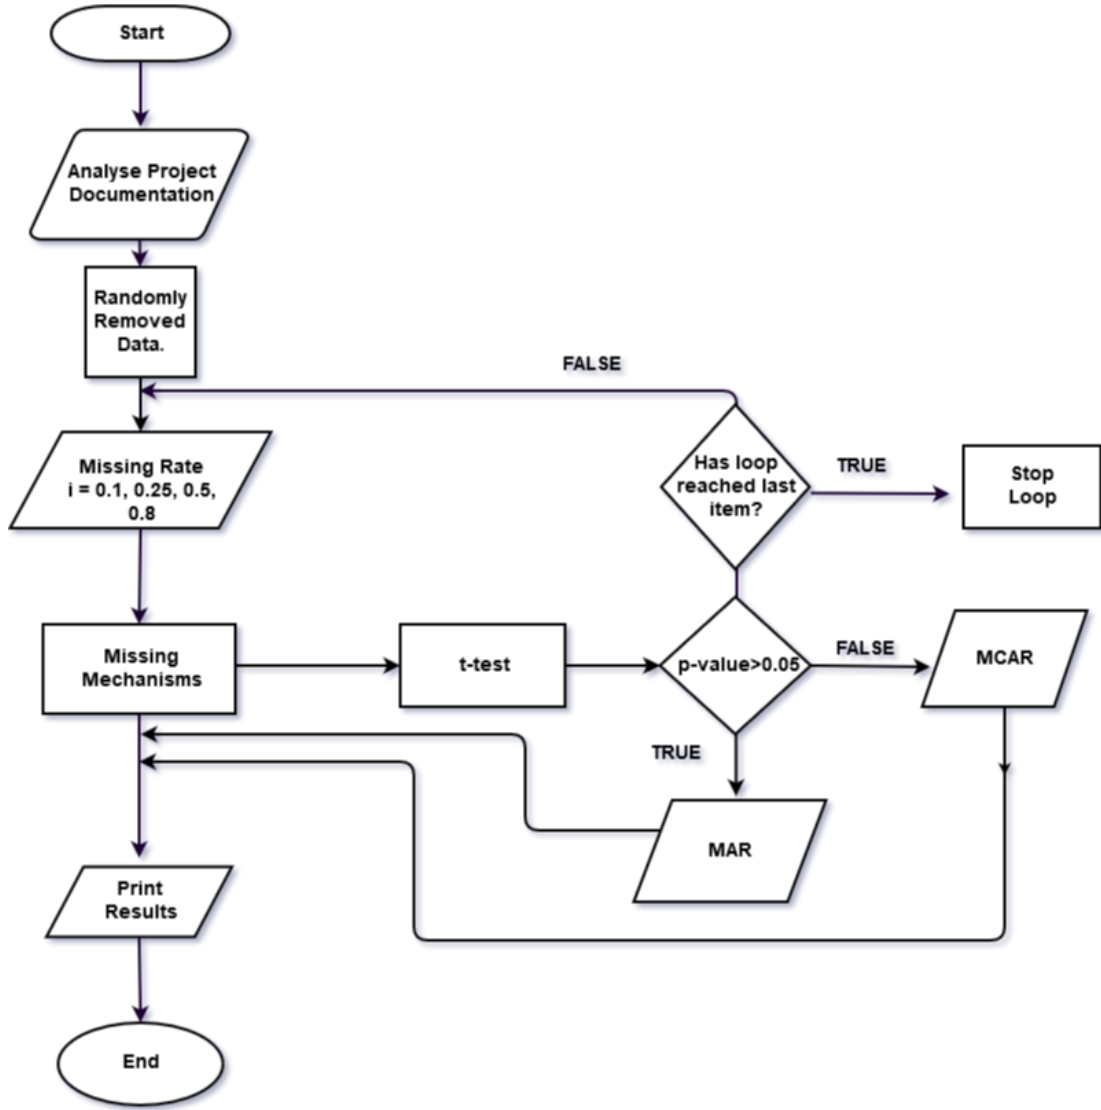 Start
Analyse Project
Documentation
Randomly
Removed
Data.
FALSE
Missing Rate
i = 0.1, 0.25, 0.5,
0.8
Has loop
reached last
item?
TRUE
Stop
Loop
Missing
Mechanisms
t-test
p-value>0.05
FALSE
MCAR
TRUE
MAR
Print
Results
End